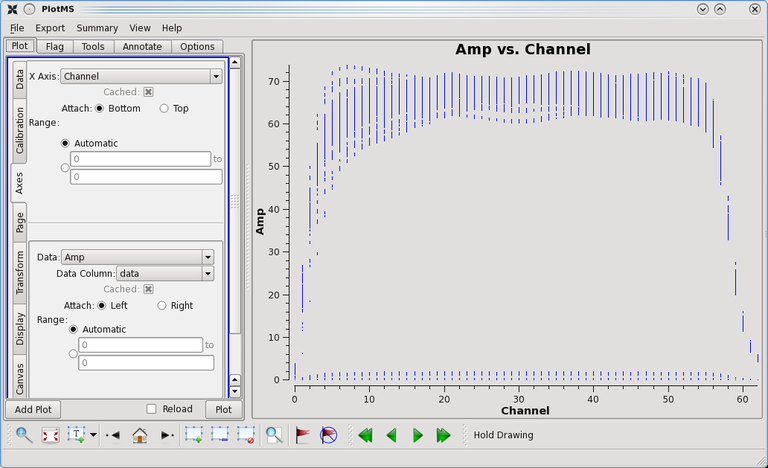 PlotMS
File Export Summary View Help
Plot Flag Tools Annotate Options
Data
Calibration
Axes
Page
Transform
Display
Canvas
X Axis: Channel
Cached:
Attach: Bottom Top
Range:
Automatic
0 to
0
Data: Amp
Data Column: data
Cached:
Attach: Left Right
Range:
Automatic
0 to
0
Add Plot Reload Plot
Amp vs. Channel
Amp
70
60
50
40
30
20
10
0
0 10 20 30 40 50 60
Channel
T
Hold Drawing